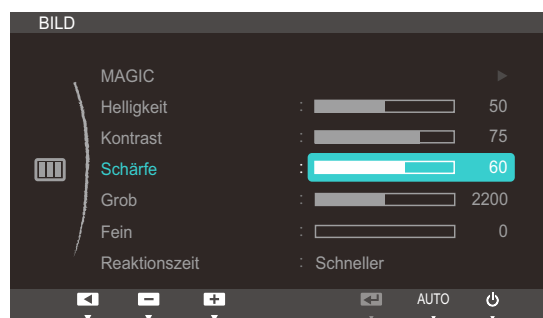 BILD
MAGIC
Helligkeit : 50
Kontrast : 75
Schärfe : 60
Grob : 2200
Fein : 0
Reaktionszeit : Schneller
AUTO